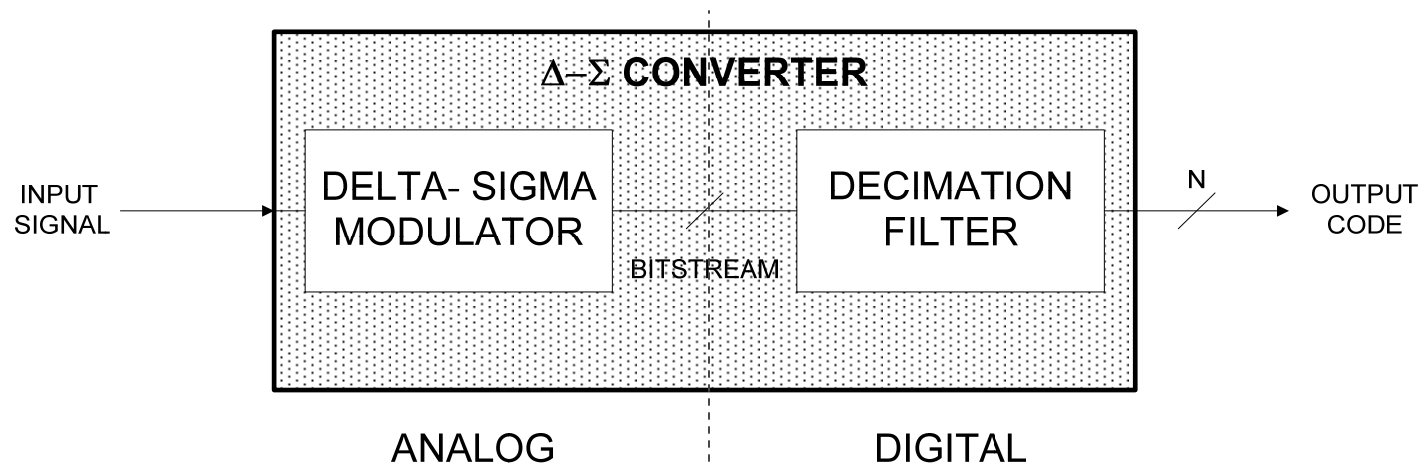 Δ–Σ CONVERTER
INPUT
SIGNAL
DELTA- SIGMA
MODULATOR
BITSTREAM
DECIMATION
FILTER
N
OUTPUT
CODE
ANALOG
DIGITAL